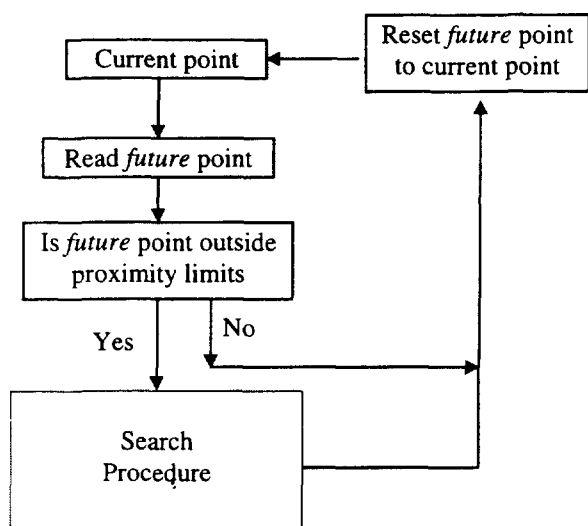 Reset future point
to current point
Current point
Read future point
Is future point outside
proximity limits
Yes
No
Search
Procedure